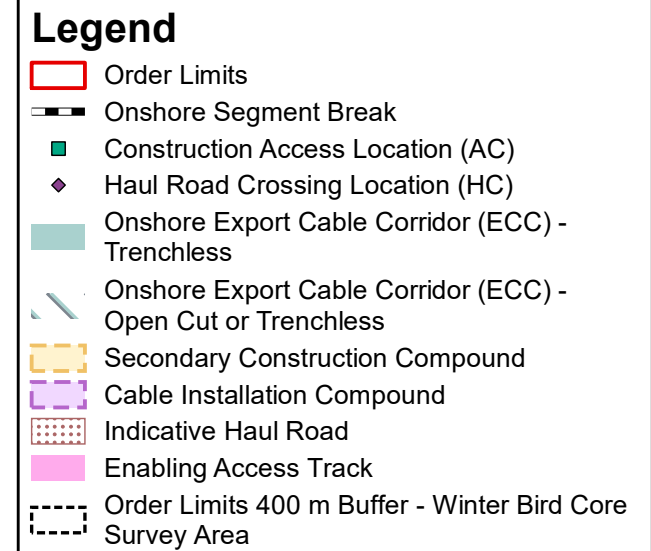 Legend
Order Limits
Onshore Segment Break
Construction Access Location (AC)
Haul Road Crossing Location (HC)
Onshore Export Cable Corridor (ECC) -
Trenchless
Onshore Export Cable Corridor (ECC) -
Open Cut or Trenchless
Secondary Construction Compound
Cable Installation Compound
Indicative Haul Road
Enabling Access Track
Order Limits 400 m Buffer - Winter Bird Core
Survey Area